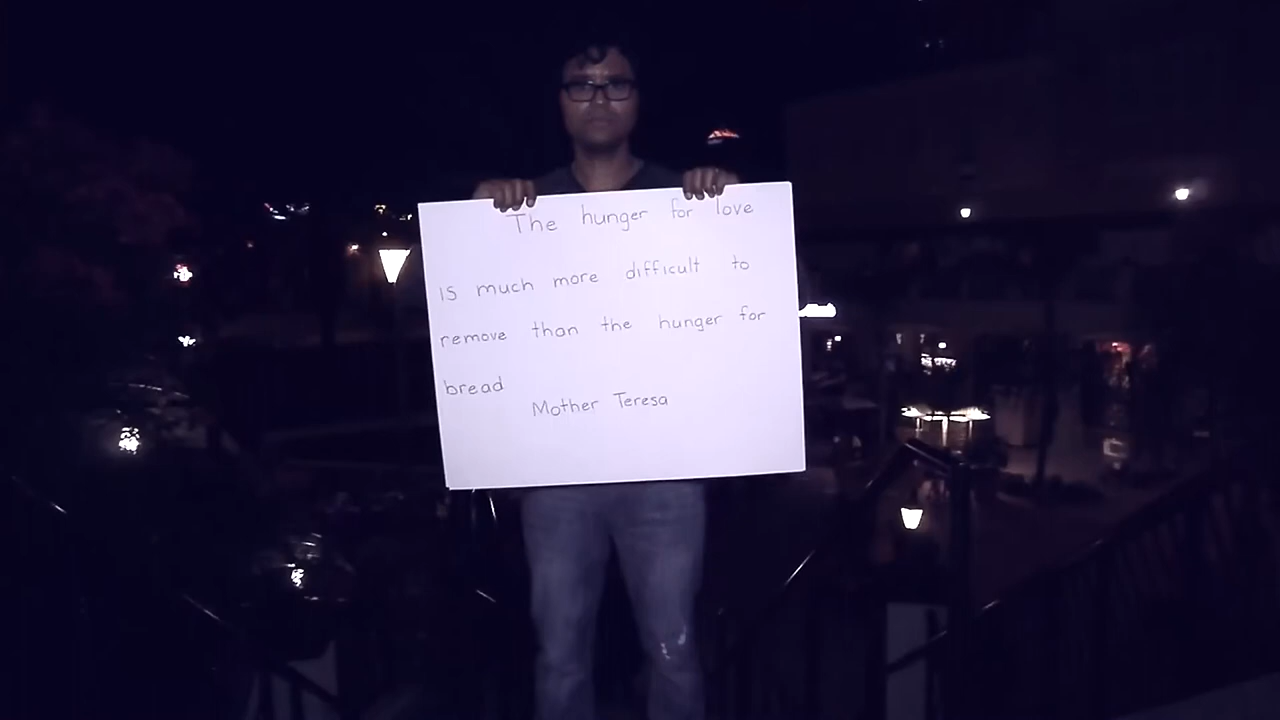 The hunger for love
is much more difficult to
remove than the hunger for
bread
Mother Teresa